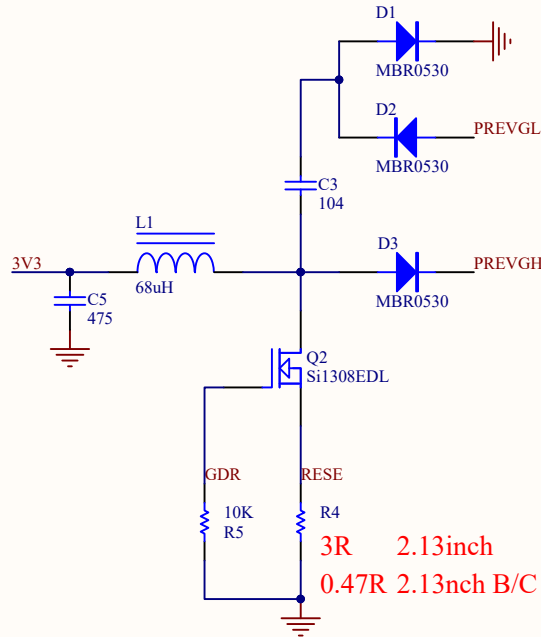 D1
MBR0530
D2
PREVGL
MBR0530
C3
104
L1
3V3
68uH
D3
PREVGH
MBR0530
C5
475
Q2
Si1308EDL
GDR
RESE
10K
R5
R4
3R 2.13inch
0.47R 2.13nch B/C